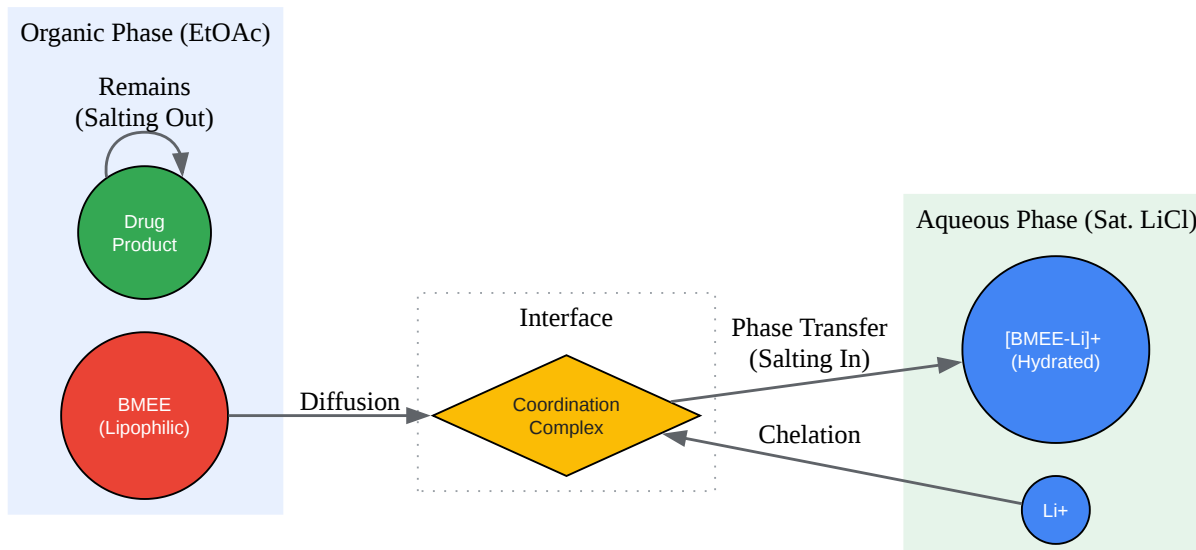 Organic Phase (EtOAc)
Remains
(Salting Out)
Drug
Product
BMEE
(Lipophilic)
Diffusion
Interface
Coordination
Complex
Phase Transfer
(Salting In)
Chelation
Aqueous Phase (Sat. LiCl)
[BMEE-Li]+
(Hydrated)
Li+